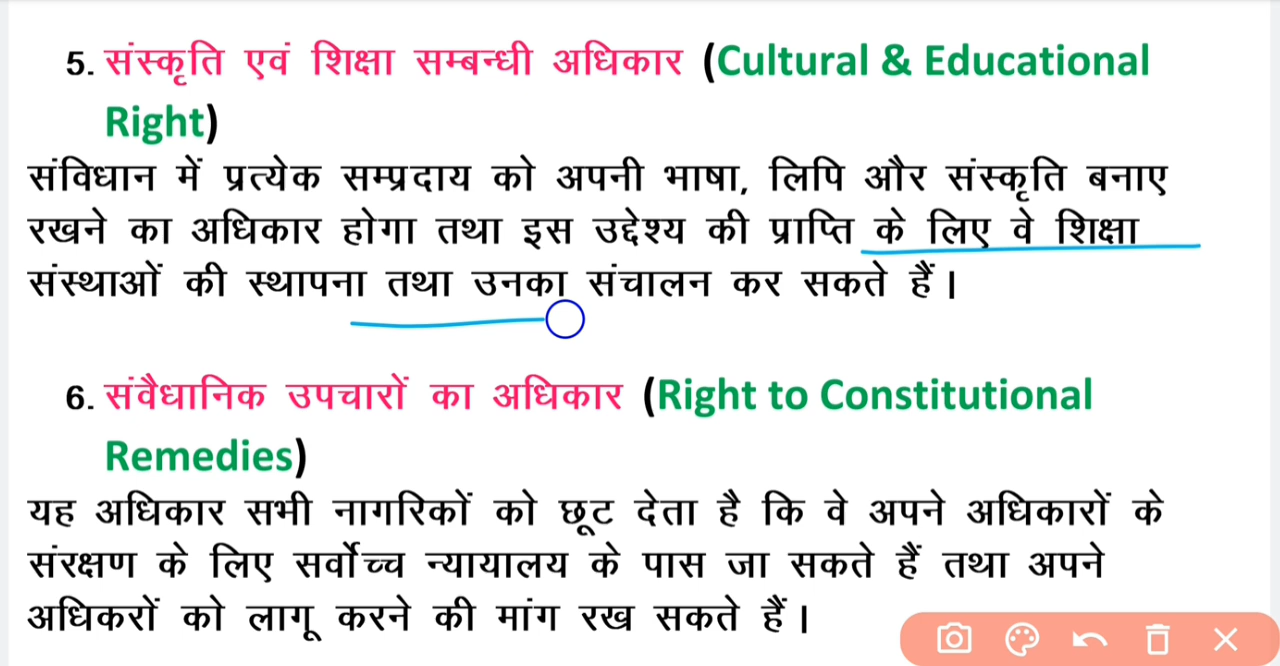 5. संस्कृति एवं शिक्षा सम्बन्धी अधिकार (Cultural & Educational
Right)
संविधान में प्रत्येक सम्प्रदाय को अपनी भाषा, लिपि और संस्कृति बनाए
रखने का अधिकार होगा तथा इस उद्देश्य की प्राप्ति के लिए वे शिक्षा
संस्थाओं की स्थापना तथा उनका संचालन कर सकते हैं।
6. संवैधानिक उपचारों का अधिकार (Right to Constitutional
Remedies)
यह अधिकार सभी नागरिकों को छूट देता है कि वे अपने अधिकारों के
संरक्षण के लिए सर्वोच्च न्यायालय के पास जा सकते हैं तथा अपने
अधिकरों को लागू करने की मांग रख सकते हैं।